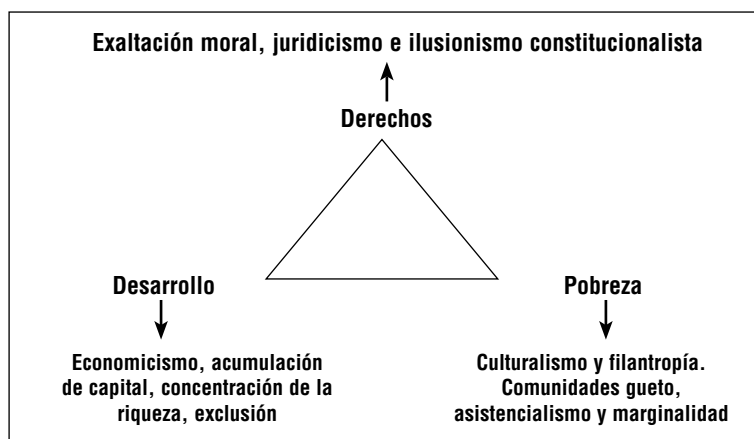 Exaltación moral, juridicismo e ilusionismo constitucionalista
Derechos
Desarrollo
Economicismo, acumulación
de capital, concentración de la
riqueza, exclusión
Pobreza
Culturalismo y filantropía.
Comunidades gueto,
asistencialismo y marginalidad